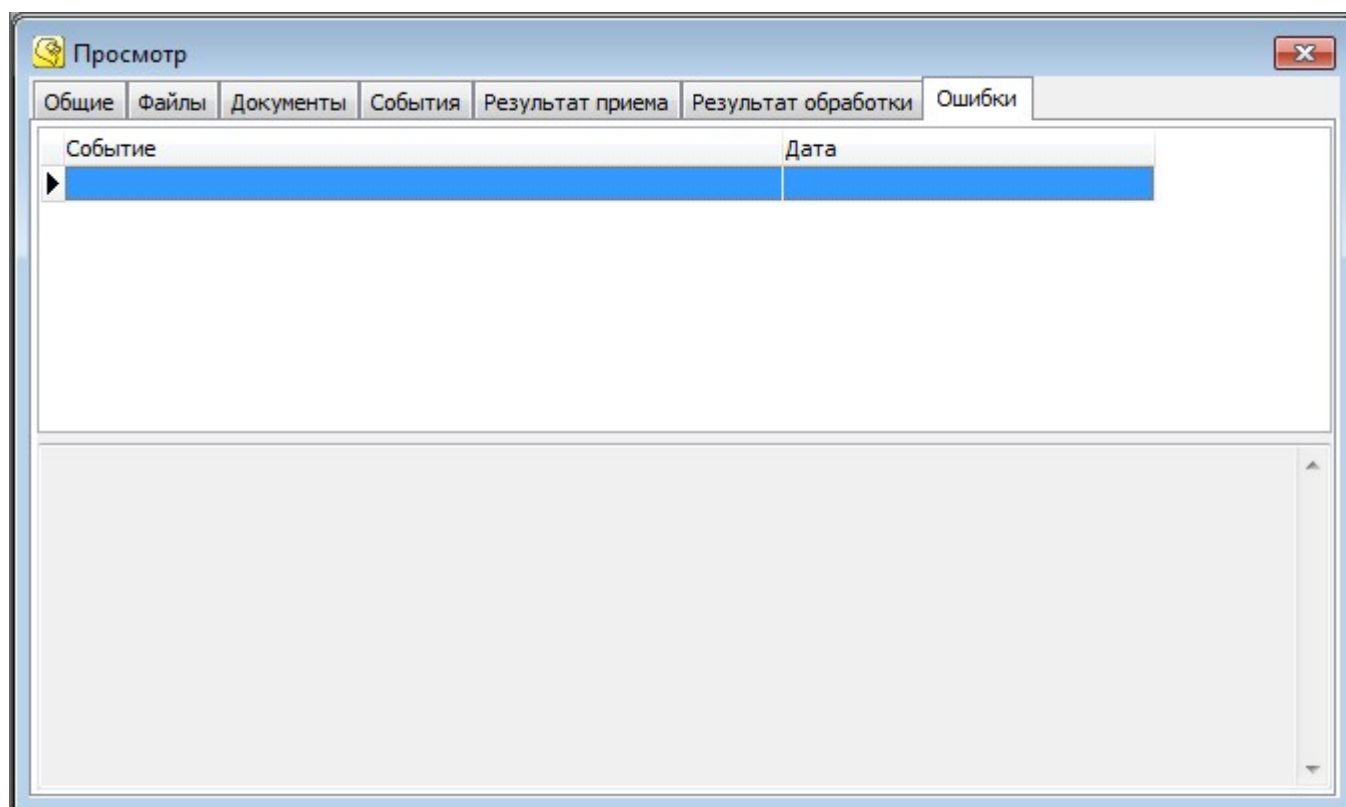 Просмотр
Общие Файлы Документы События Результат приема Результат обработки Ошибки
Событие Дата